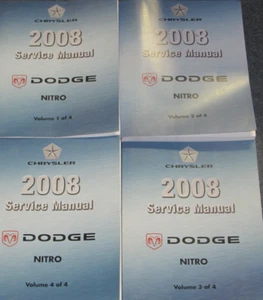 CHRYSLER
2008
Service Manual
DODGE
NITRO
Volume 1 of 4
CHRYSLER
2008
Service Manual
DODGE
NITRO
Volume 2 of 4
CHRYSLER
2008
Service Manual
DODGE
NITRO
Volume 4 of 4
CHRYSLER
2008
Service Manual
DODGE
NITRO
Volume 3 of 4